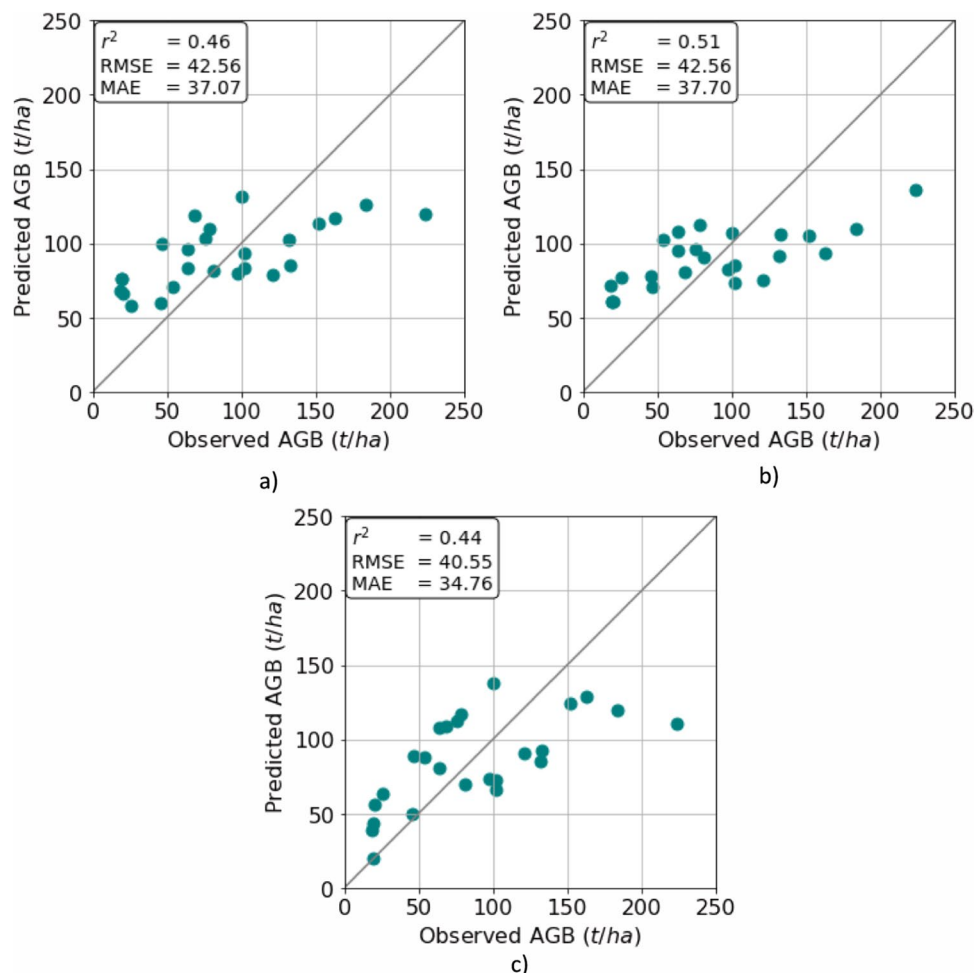 r² = 0.46
RMSE = 42.56
MAE = 37.07
Predicted AGB (t/ha)
250
200
150
100
50
0
0 50 100 150 200 250
Observed AGB (t/ha)
a)
r² = 0.51
RMSE = 42.56
MAE = 37.70
Predicted AGB (t/ha)
250
200
150
100
50
0
0 50 100 150 200 250
Observed AGB (t/ha)
b)
r² = 0.44
RMSE = 40.55
MAE = 34.76
Predicted AGB (t/ha)
250
200
150
100
50
0
0 50 100 150 200 250
Observed AGB (t/ha)
c)